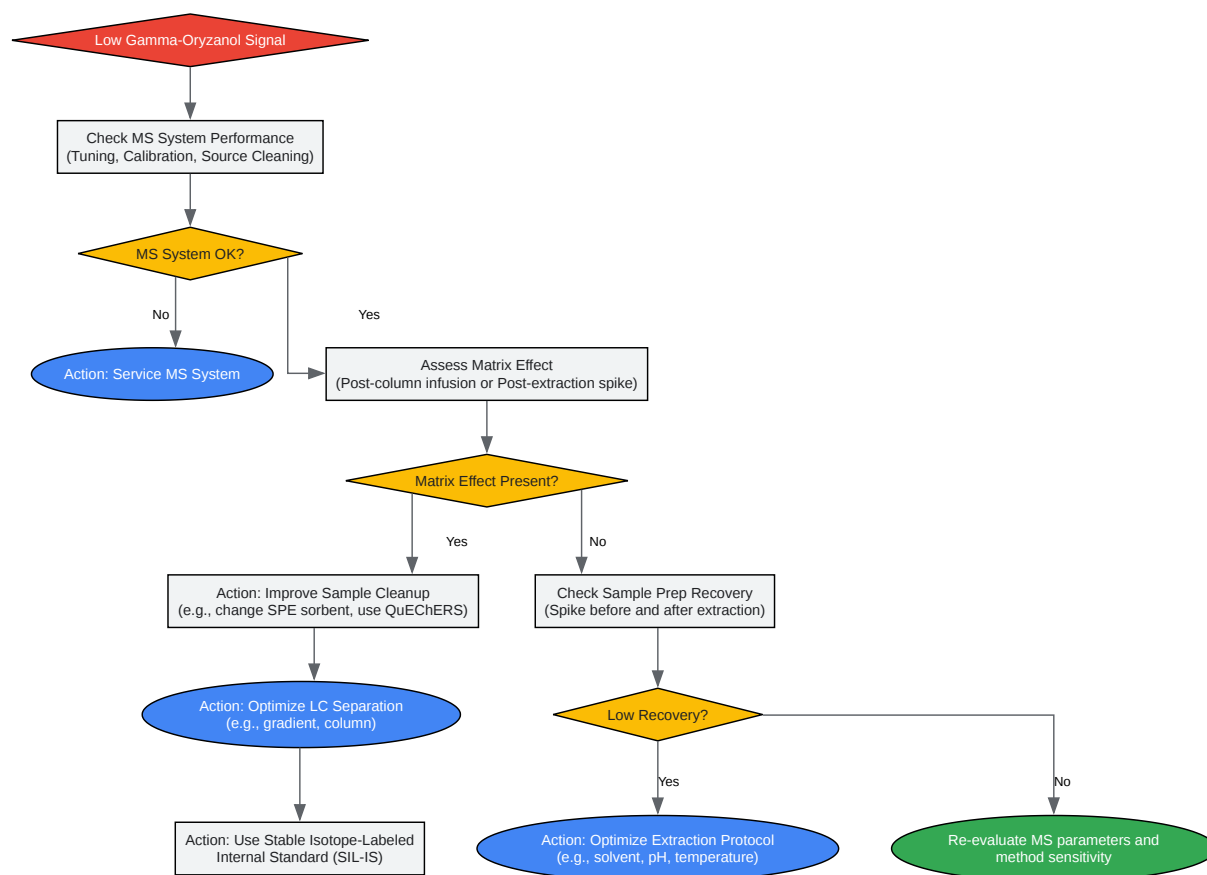 Low Gamma-Oryzanol Signal
Check MS System Performance
(Tuning, Calibration, Source Cleaning)
MS System OK?
No
Yes
Action: Service MS System
Assess Matrix Effect
(Post-column infusion or Post-extraction spike)
Matrix Effect Present?
Yes
No
Action: Improve Sample Cleanup
(e.g., change SPE sorbent, use QuEChERS)
Check Sample Prep Recovery
(Spike before and after extraction)
Action: Optimize LC Separation
(e.g., gradient, column)
Low Recovery?
Yes
No
Action: Use Stable Isotope-Labeled
Internal Standard (SIL-IS)
Action: Optimize Extraction Protocol
(e.g., solvent, pH, temperature)
Re-evaluate MS parameters and
method sensitivity